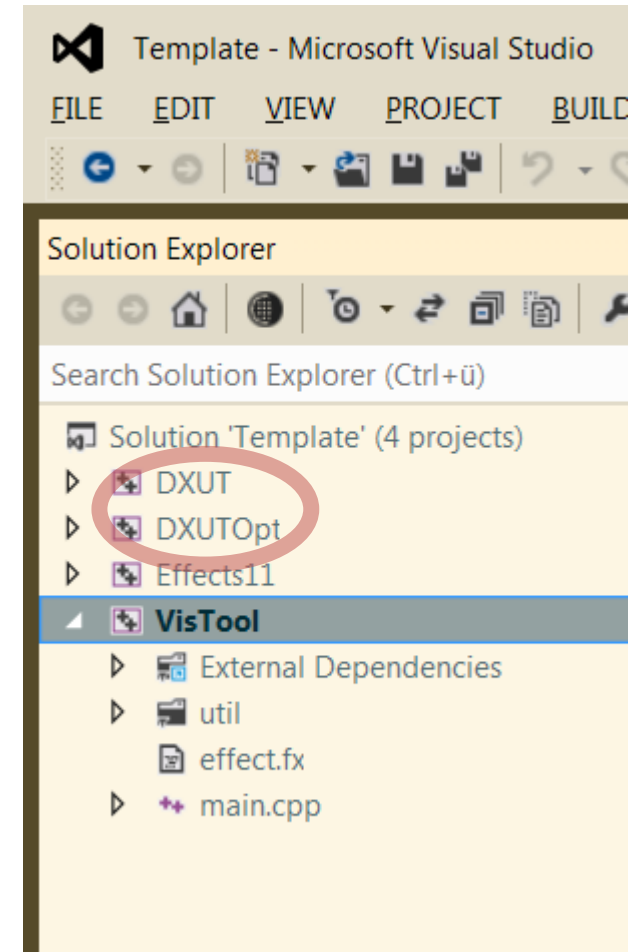 Template - Microsoft Visual Studio
FILE EDIT VIEW PROJECT BUILD
Solution Explorer
Search Solution Explorer (Ctrl+ü)
Solution 'Template' (4 projects)
DXUT
DXUTOpt
Effects11
VisTool
External Dependencies
util
effect.fx
main.cpp